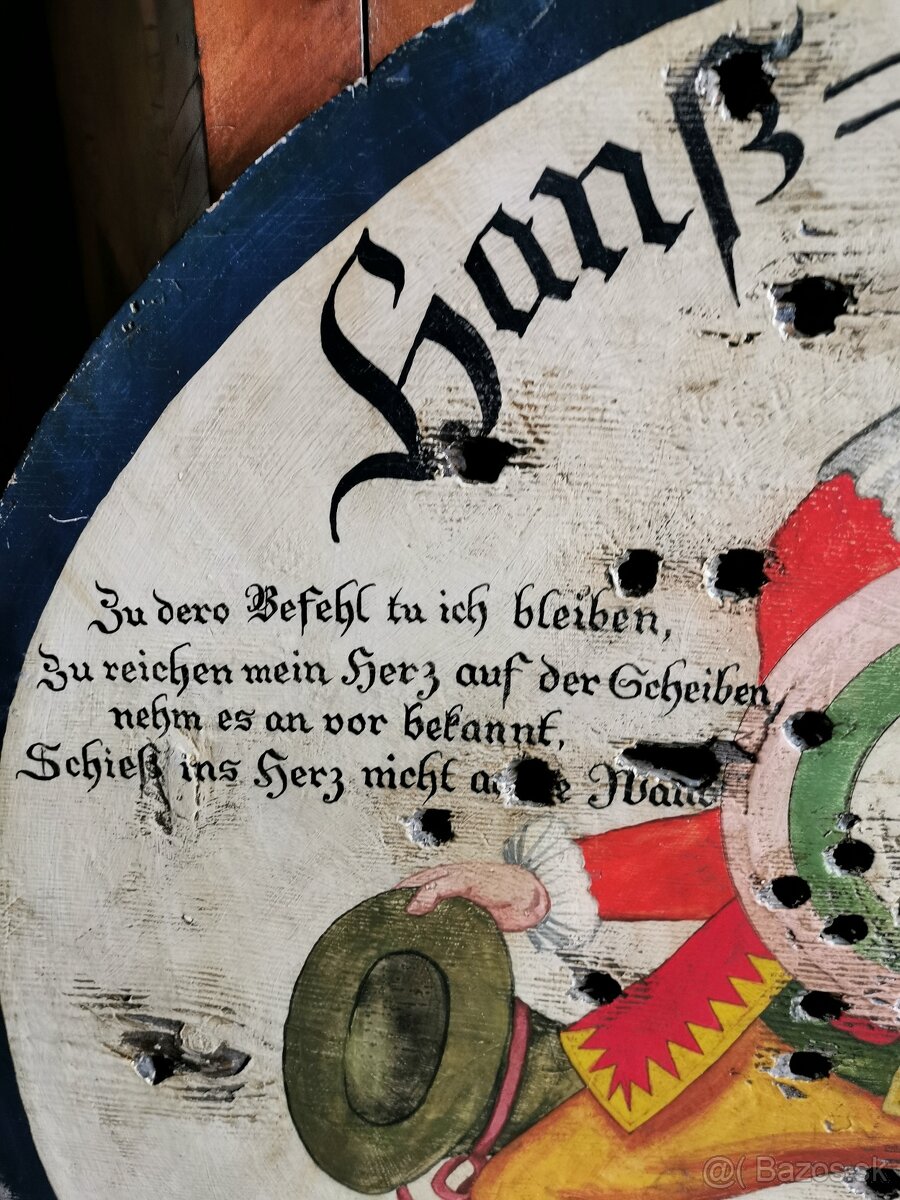 Hanß=
Zu dero Befehl tu ich bleiben,
Zu reichen mein Herz auf der Scheiben
nehm es an vor bekannt,
Schieß ins Herz nicht
@( Bazos.sk